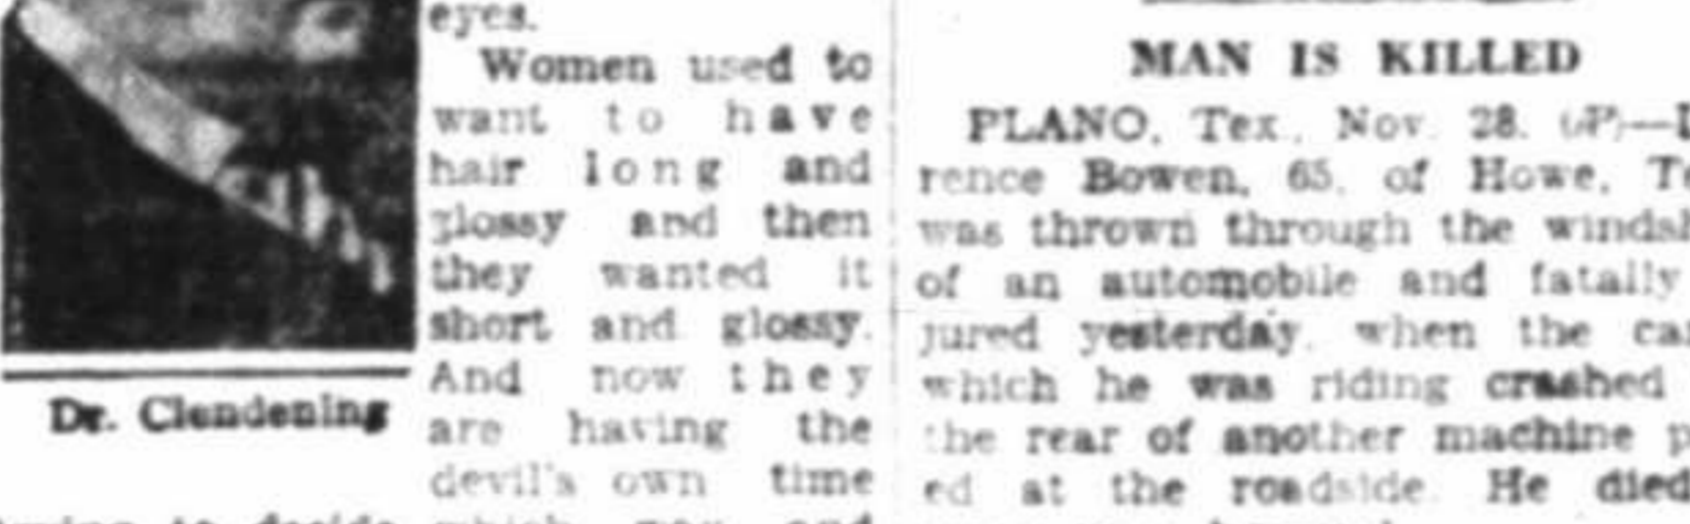 eyes.
Women used to
want to have
hair long and
glossy and then
they wanted it
short and glossy.
And now they
are having the
devil's own time
Dr. Clendening
MAN IS KILLED
PLANO, Tex., Nov. 28. (AP)—
rence Bowen, 65, of Howe,
was thrown through the
of an automobile and fatally
jured yesterday when the
which he was riding crashed
the rear of another machine
ed at the roadside. He died